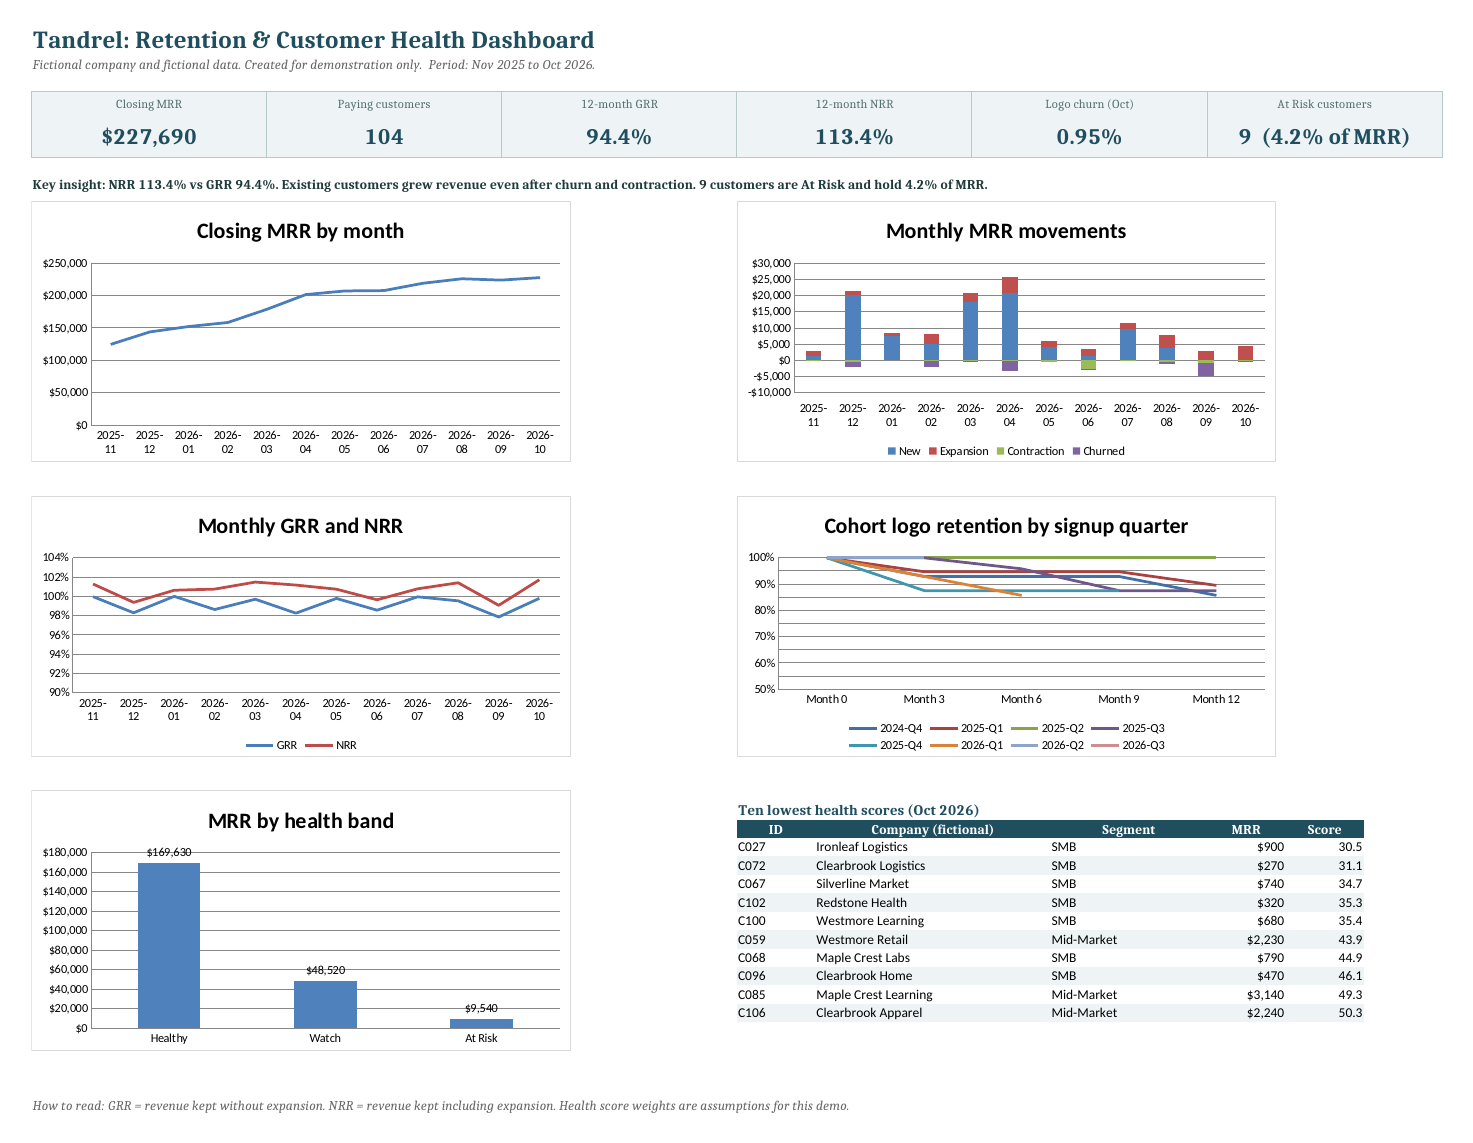 Tandrel: Retention & Customer Health Dashboard
Fictional company and fictional data. Created for demonstration only.  Period: Nov 2025 to Oct 2026.
Closing MRR
$227,690
Paying customers
104
12-month GRR
94.4%
12-month NRR
113.4%
Logo churn (Oct)
0.95%
At Risk customers
9  (4.2% of MRR)
Key insight: NRR 113.4% vs GRR 94.4%. Existing customers grew revenue even after churn and contraction. 9 customers are At Risk and hold 4.2% of MRR.
Closing MRR by month
$250,000
$200,000
$150,000
$100,000
$50,000
$0
2025-11 2025-12 2026-01 2026-02 2026-03 2026-04 2026-05 2026-06 2026-07 2026-08 2026-09 2026-10
Monthly MRR movements
$30,000
$25,000
$20,000
$15,000
$10,000
$5,000
$0
-$5,000
-$10,000
2025-11 2025-12 2026-01 2026-02 2026-03 2026-04 2026-05 2026-06 2026-07 2026-08 2026-09 2026-10
New Expansion Contraction Churned
Monthly GRR and NRR
104%
102%
100%
98%
96%
94%
92%
90%
2025-11 2025-12 2026-01 2026-02 2026-03 2026-04 2026-05 2026-06 2026-07 2026-08 2026-09 2026-10
GRR NRR
Cohort logo retention by signup quarter
100%
90%
80%
70%
60%
50%
Month 0 Month 3 Month 6 Month 9 Month 12
2024-Q4 2025-Q1 2025-Q2 2025-Q3
2025-Q4 2026-Q1 2026-Q2 2026-Q3
MRR by health band
$180,000
$160,000
$140,000
$120,000
$100,000
$80,000
$60,000
$40,000
$20,000
$0
$169,630
$48,520
$9,540
Healthy Watch At Risk
Ten lowest health scores (Oct 2026)
ID Company (fictional) Segment MRR Score
C027 Ironleaf Logistics SMB $900 30.5
C072 Clearbrook Logistics SMB $270 31.1
C067 Silverline Market SMB $740 34.7
C102 Redstone Health SMB $320 35.3
C100 Westmore Learning SMB $680 35.4
C059 Westmore Retail Mid-Market $2,230 43.9
C068 Maple Crest Labs SMB $790 44.9
C096 Clearbrook Home SMB $470 46.1
C085 Maple Crest Learning Mid-Market $3,140 49.3
C106 Clearbrook Apparel Mid-Market $2,240 50.3
How to read: GRR = revenue kept without expansion. NRR = revenue kept including expansion. Health score weights are assumptions for this demo.